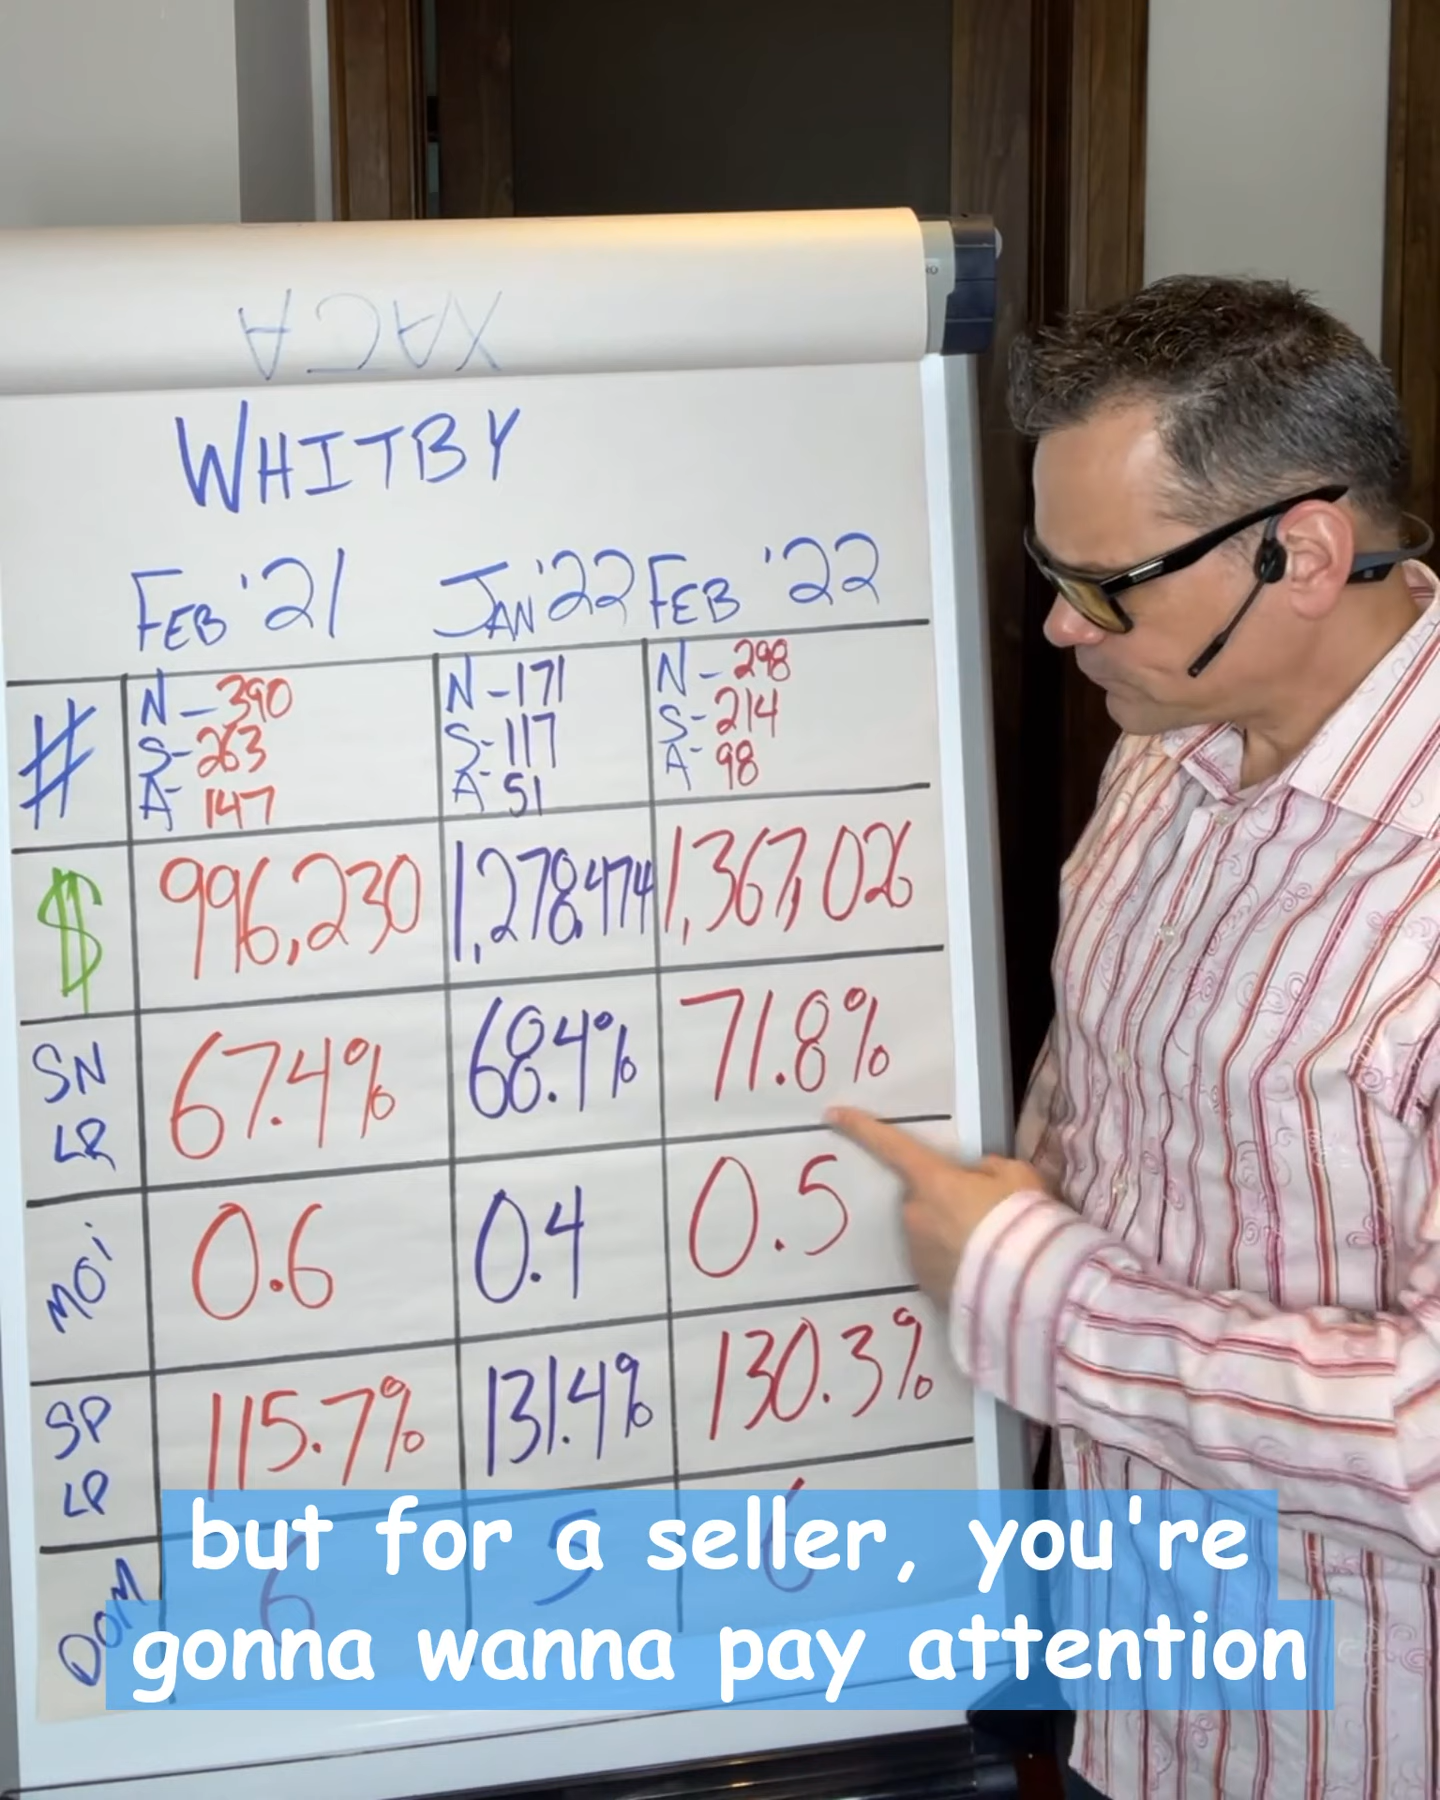 XACA
WHITBY
FEB '21 JAN '22 FEB '22
# N-390 N-171 N-298
S-263 S-117 S-214
A-147 A-51 A-98
$ 996,230 1,278,474 1,367,026
SN
LR 67.4% 68.4% 71.8%
MOi 0.6 0.4 0.5
SP
LP 115.7% 131.4% 130.3%
DOM 6 5 6
but for a seller, you're
gonna wanna pay attention